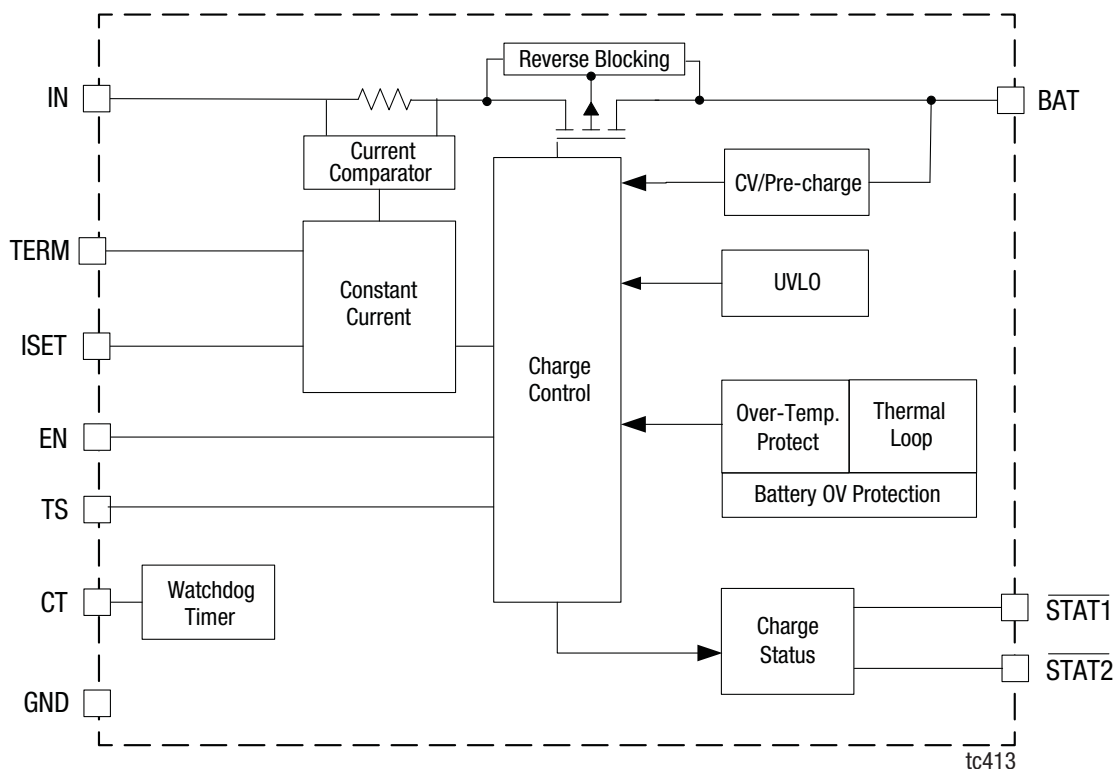 Reverse Blocking
IN
BAT
Current
Comparator
CV/Pre-charge
TERM
Constant
Current
UVLO
ISET
Charge
Control
Over-Temp.
Protect
Thermal
Loop
EN
Battery OV Protection
TS
CT
Watchdog
Timer
Charge
Status
STAT1
STAT2
GND
tc413